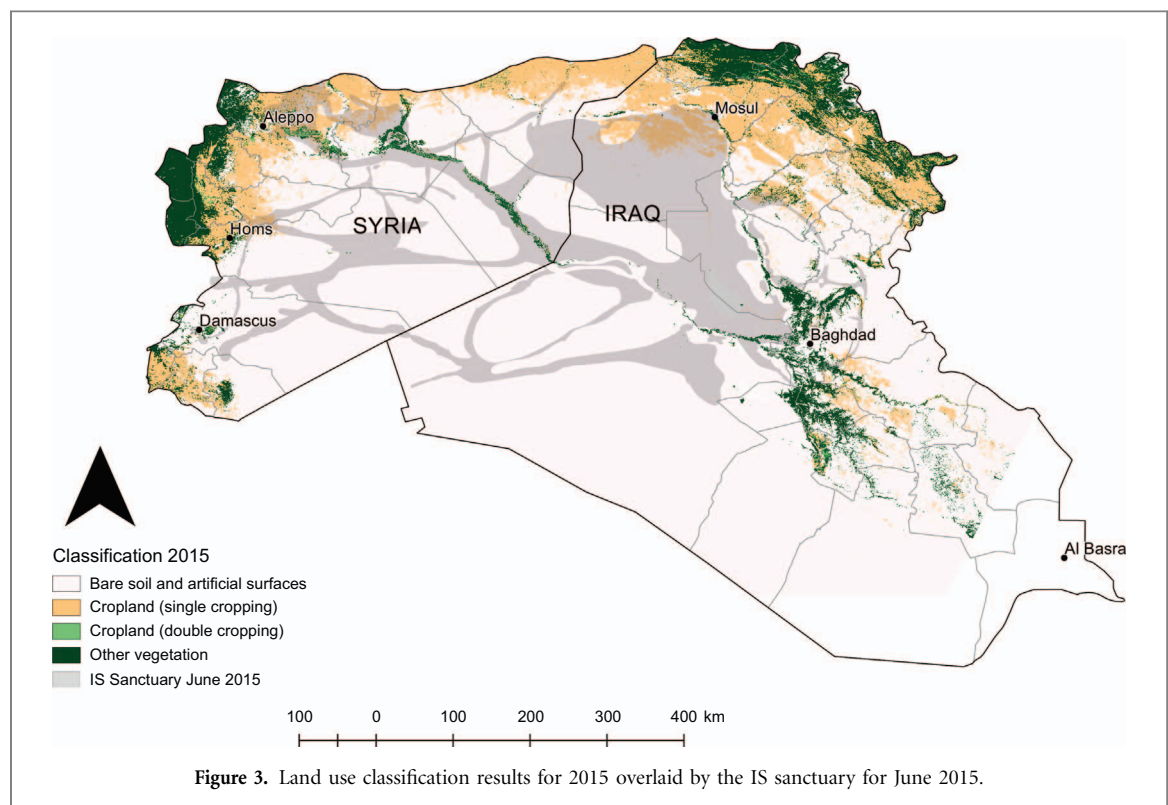 Aleppo
Mosul
SYRIA
IRAQ
Homs
Damascus
Baghdad
Al Basra
Classification 2015
Bare soil and artificial surfaces
Cropland (single cropping)
Cropland (double cropping)
Other vegetation
IS Sanctuary June 2015
100 0 100 200 300 400 km
Figure 3. Land use classification results for 2015 overlaid by the IS sanctuary for June 2015.